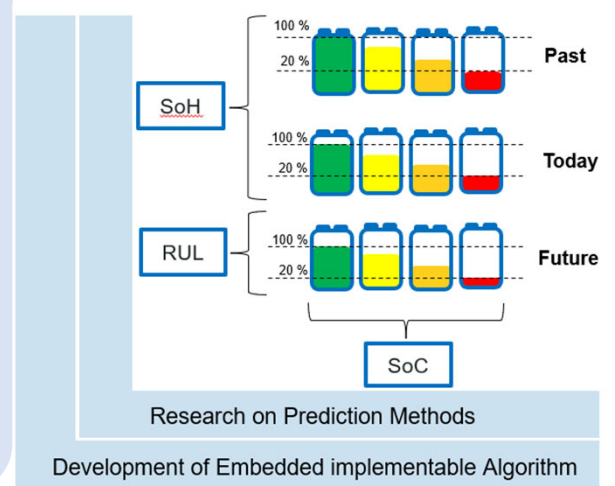 100 %
20 %
Past
SoH
100 %
20 %
Today
RUL
100 %
20 %
Future
SoC
Research on Prediction Methods
Development of Embedded implementable Algorithm